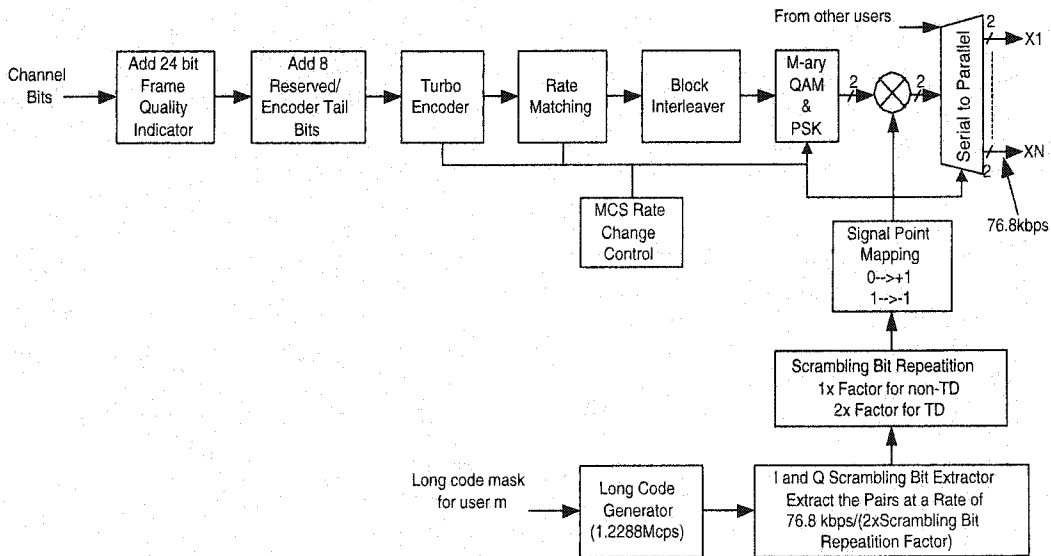 From other users
2
X1
Channel
Bits
Add 24 bit
Frame
Quality
Indicator
Add 8
Reserved/
Encoder Tail
Bits
Turbo
Encoder
Rate
Matching
Block
Interleaver
M-ary
QAM
&
PSK
2
2
Serial to Parallel
2
XN
76.8kbps
MCS Rate
Change
Control
Signal Point
Mapping
0-->+1
1-->-1
Scrambling Bit Repeatition
1x Factor for non-TD
2x Factor for TD
Long code mask
for user m
Long Code
Generator
(1.2288Mcps)
I and Q Scrambling Bit Extractor
Extract the Pairs at a Rate of
76.8 kbps/(2xScrambling Bit
Repeatition Factor)